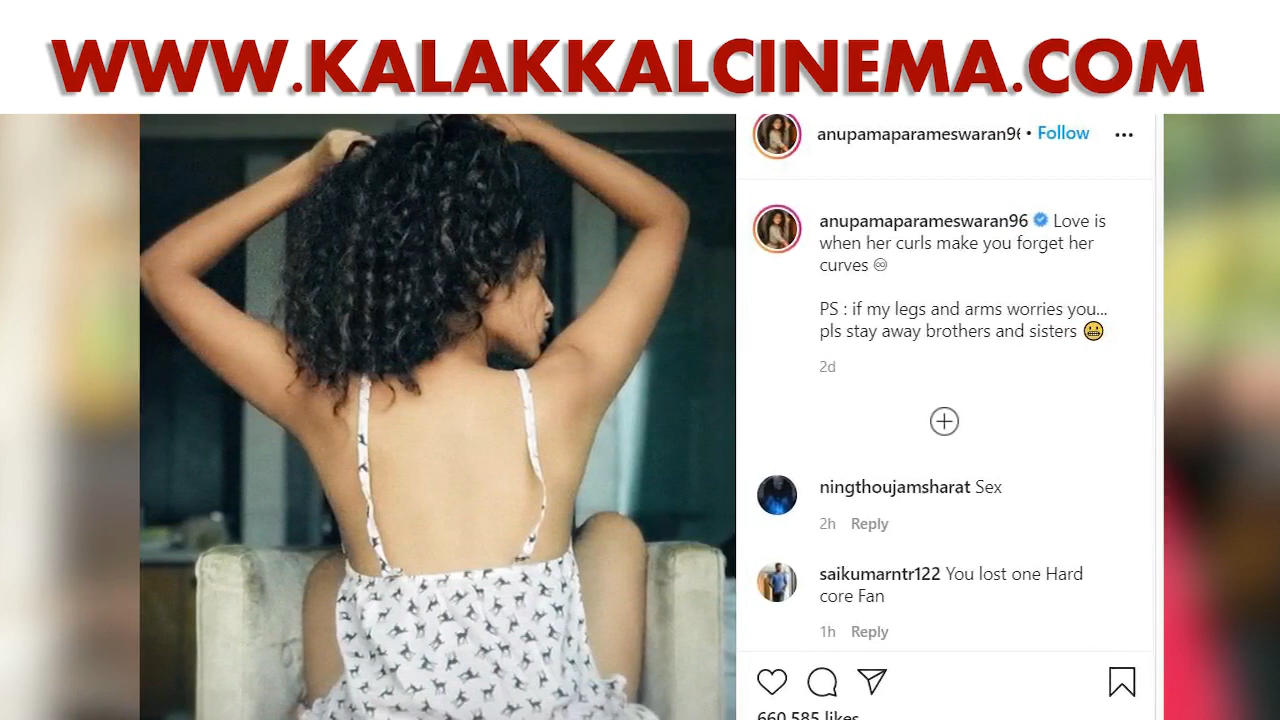 WWW.KALAKKALCINEMA.COM
anupamaparameswaran96 • Follow
anupamaparameswaran96 Love is
when her curls make you forget her
curves ♾
PS : if my legs and arms worries you...
pls stay away brothers and sisters 😬
2d
ningthoujamsharat Sex
2h Reply
saikumarntr122 You lost one Hard
core Fan
1h Reply
660,585 likes